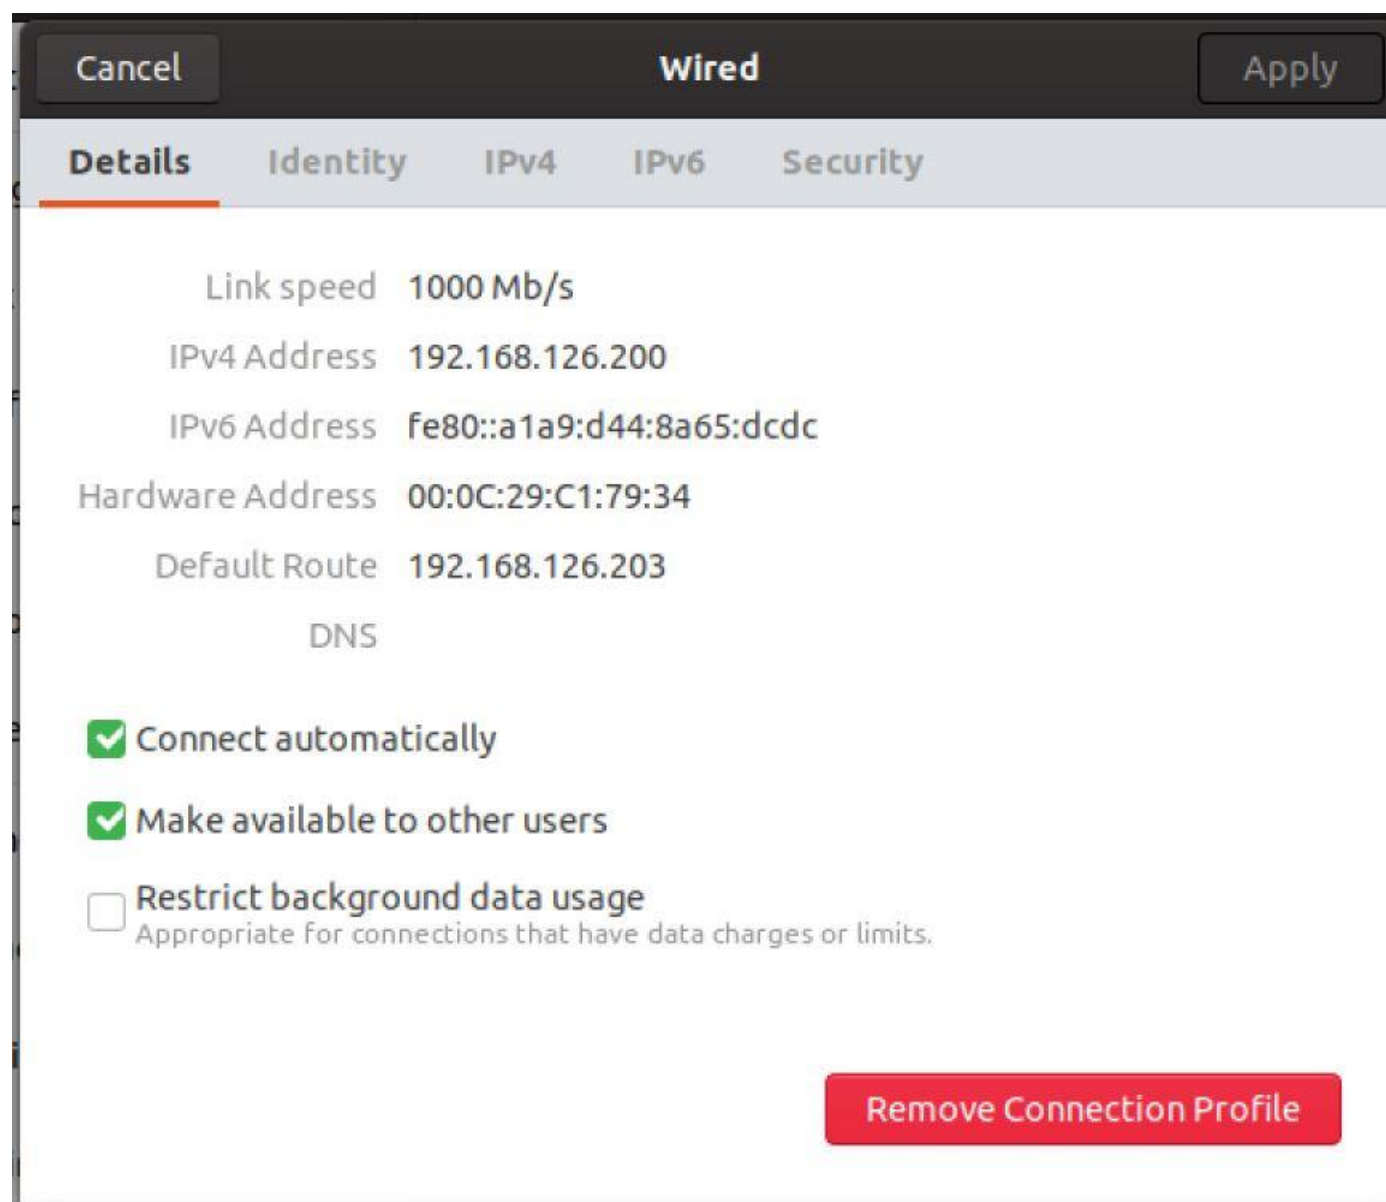 Cancel Wired Apply
Details Identity IPv4 IPv6 Security
Link speed 1000 Mb/s
IPv4 Address 192.168.126.200
IPv6 Address fe80::a1a9:d44:8a65:dcdc
Hardware Address 00:0C:29:C1:79:34
Default Route 192.168.126.203
DNS
Connect automatically
Make available to other users
Restrict background data usage
Appropriate for connections that have data charges or limits.
Remove Connection Profile